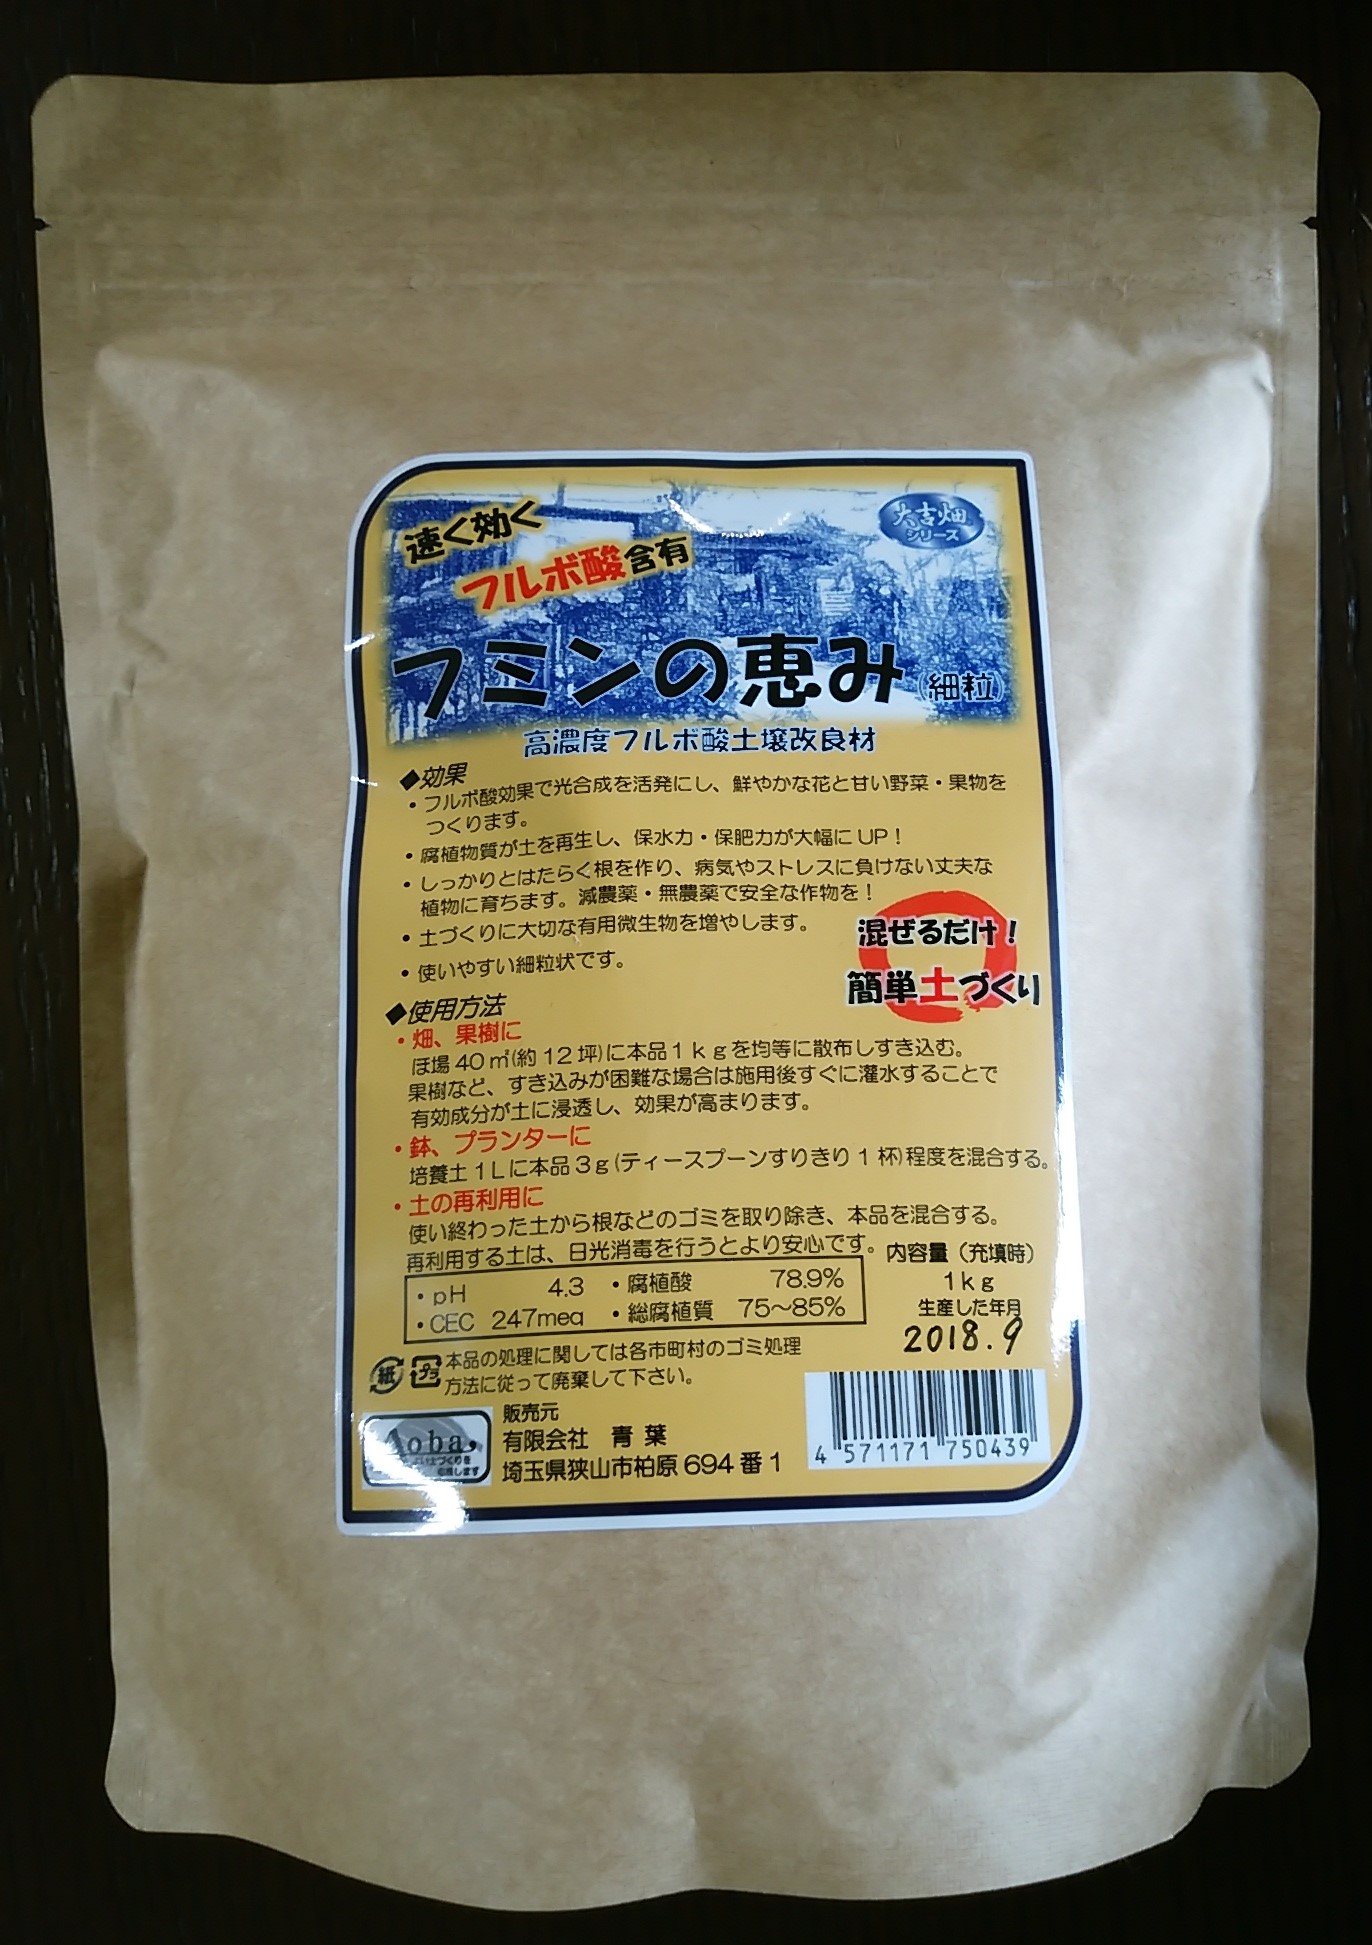 速く効く
フルボ酸含有
大吉畑
シリーズ
フミンの恵み(細粒)
高濃度フルボ酸土壌改良材
◆効果
・フルボ酸効果で光合成を活発にし、鮮やかな花と甘い野菜・果物を
つくります。
・腐植物質が土を再生し、保水力・保肥力が大幅にUP！
・しっかりとはたらく根を作り、病気やストレスに負けない丈夫な
植物に育ちます。減農薬・無農薬で安全な作物を！
・土づくりに大切な有用微生物を増やします。
・使いやすい細粒状です。
混ぜるだけ！
簡単土づくり
◆使用方法
・畑、果樹に
ほ場40㎡(約12坪)に本品1kgを均等に散布しすき込む。
果樹など、すき込みが困難な場合は施用後すぐに灌水することで
有効成分が土に浸透し、効果が高まります。
・鉢、プランターに
培養土1Lに本品3g(ティースプーンすりきり1杯)程度を混合する。
・土の再利用に
使い終わった土から根などのゴミを取り除き、本品を混合する。
再利用する土は、日光消毒を行うとより安心です。
・pH 4.3 ・腐植酸 78.9%
・CEC 247meq ・総腐植質 75～85%
内容量（充填時）
1kg
生産した年月
2018.9
紙 プラ
本品の処理に関しては各市町村のゴミ処理
方法に従って廃棄して下さい。
Aoba
販売元
有限会社 青葉
埼玉県狭山市柏原694番1
4 571171 750439